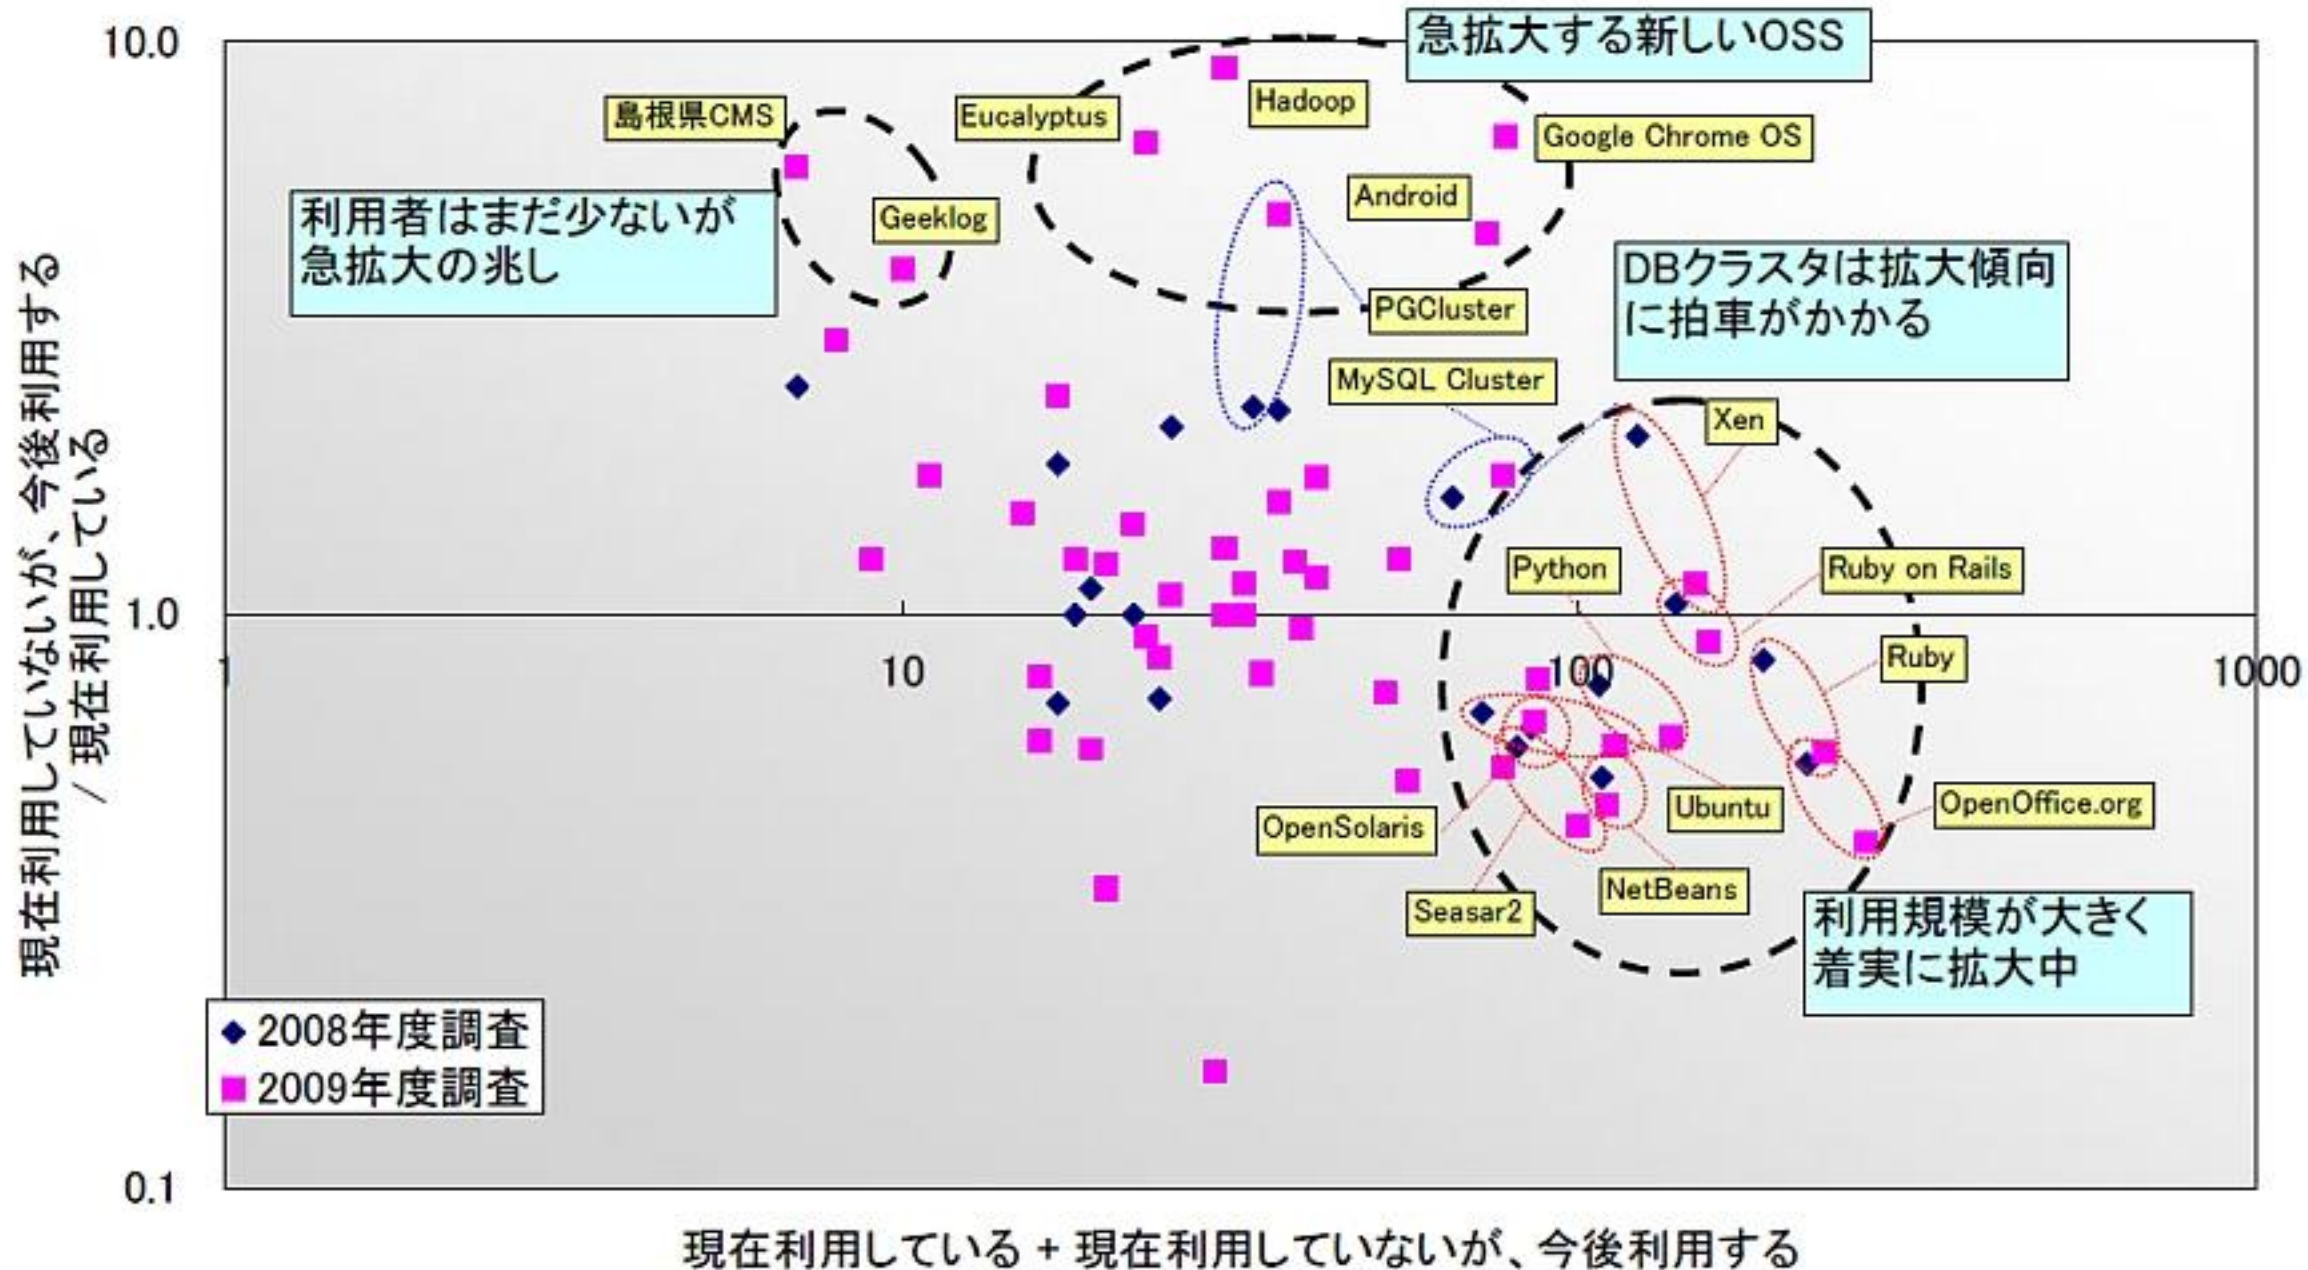 急拡大する新しいOSS
10.0
島根県CMS
Eucalyptus
Hadoop
Google Chrome OS
Android
利用者はまだ少ないが
急拡大の兆し
Geeklog
DBクラスタは拡大傾向
に拍車がかかる
PGCluster
MySQL Cluster
Xen
Python
Ruby on Rails
1.0
Ruby
1
10
100
1000
現在利用していないが、今後利用する
/ 現在利用している
OpenSolaris
Ubuntu
OpenOffice.org
Seasar2
NetBeans
利用規模が大きく
着実に拡大中
2008年度調査
2009年度調査
0.1
現在利用している + 現在利用していないが、今後利用する